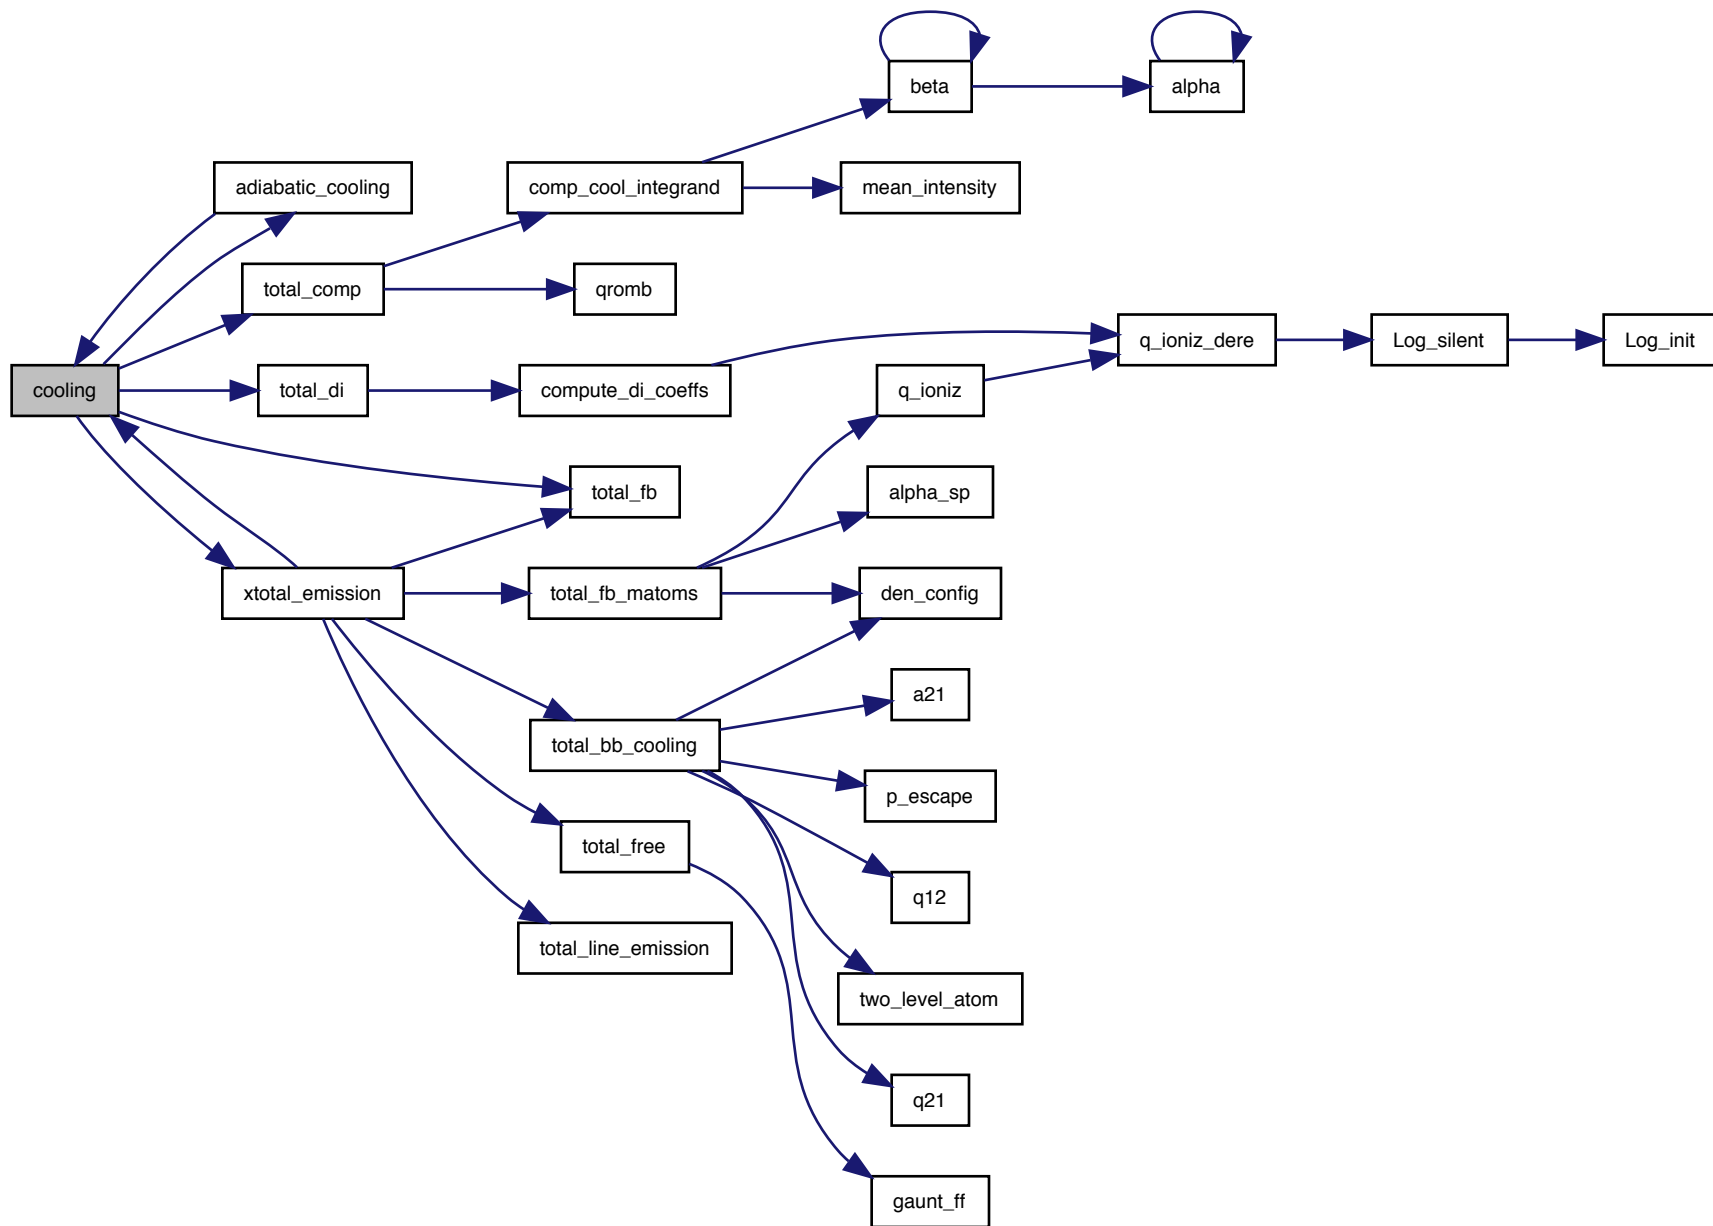 beta
alpha
adiabatic_cooling
comp_cool_integrand
mean_intensity
total_comp
qromb
q_ioniz_dere
Log_silent
Log_init
cooling
total_di
compute_di_coeffs
q_ioniz
total_fb
alpha_sp
xtotal_emission
total_fb_matoms
den_config
a21
total_bb_cooling
p_escape
total_free
q12
total_line_emission
two_level_atom
q21
gaunt_ff